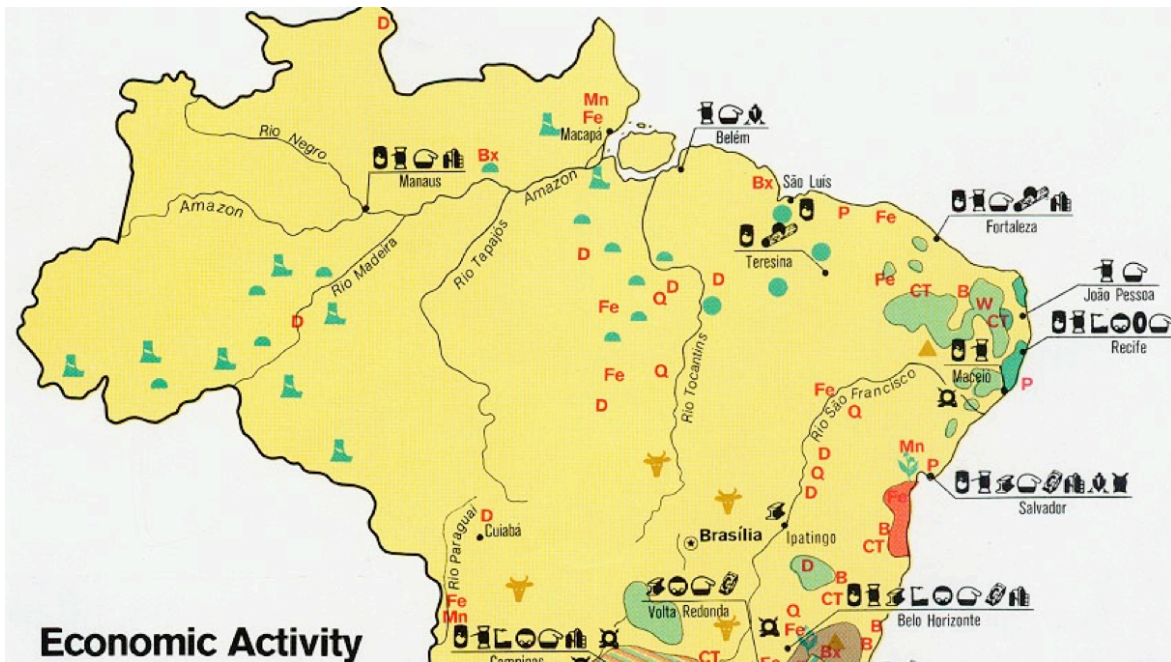 D
Mn
Fe
Macapá
Belém
Rio Negro
Bx
Manaus
Amazon
Amazon
Bx
São Luís
P
Fe
Fortaleza
Rio Madeira
Rio Tapajós
D
Teresina
D
D
Q
Fe
CT
B
W
CT
João Pessoa
Fe
D
Recife
Maceió
Fe
Q
Rio Tocantins
Rio São Francisco
Fe
P
D
Q
D
Mn
P
Q
D
Fe
Salvador
D
Cuiabá
Rio Paraguai
Brasília
Ipatingo
B
CT
D
B
CT
Fe
Mn
Volta Redonda
Q
Fe
Belo Horizonte
B
B
Bx
Economic Activity
Campinas
CT
Fe